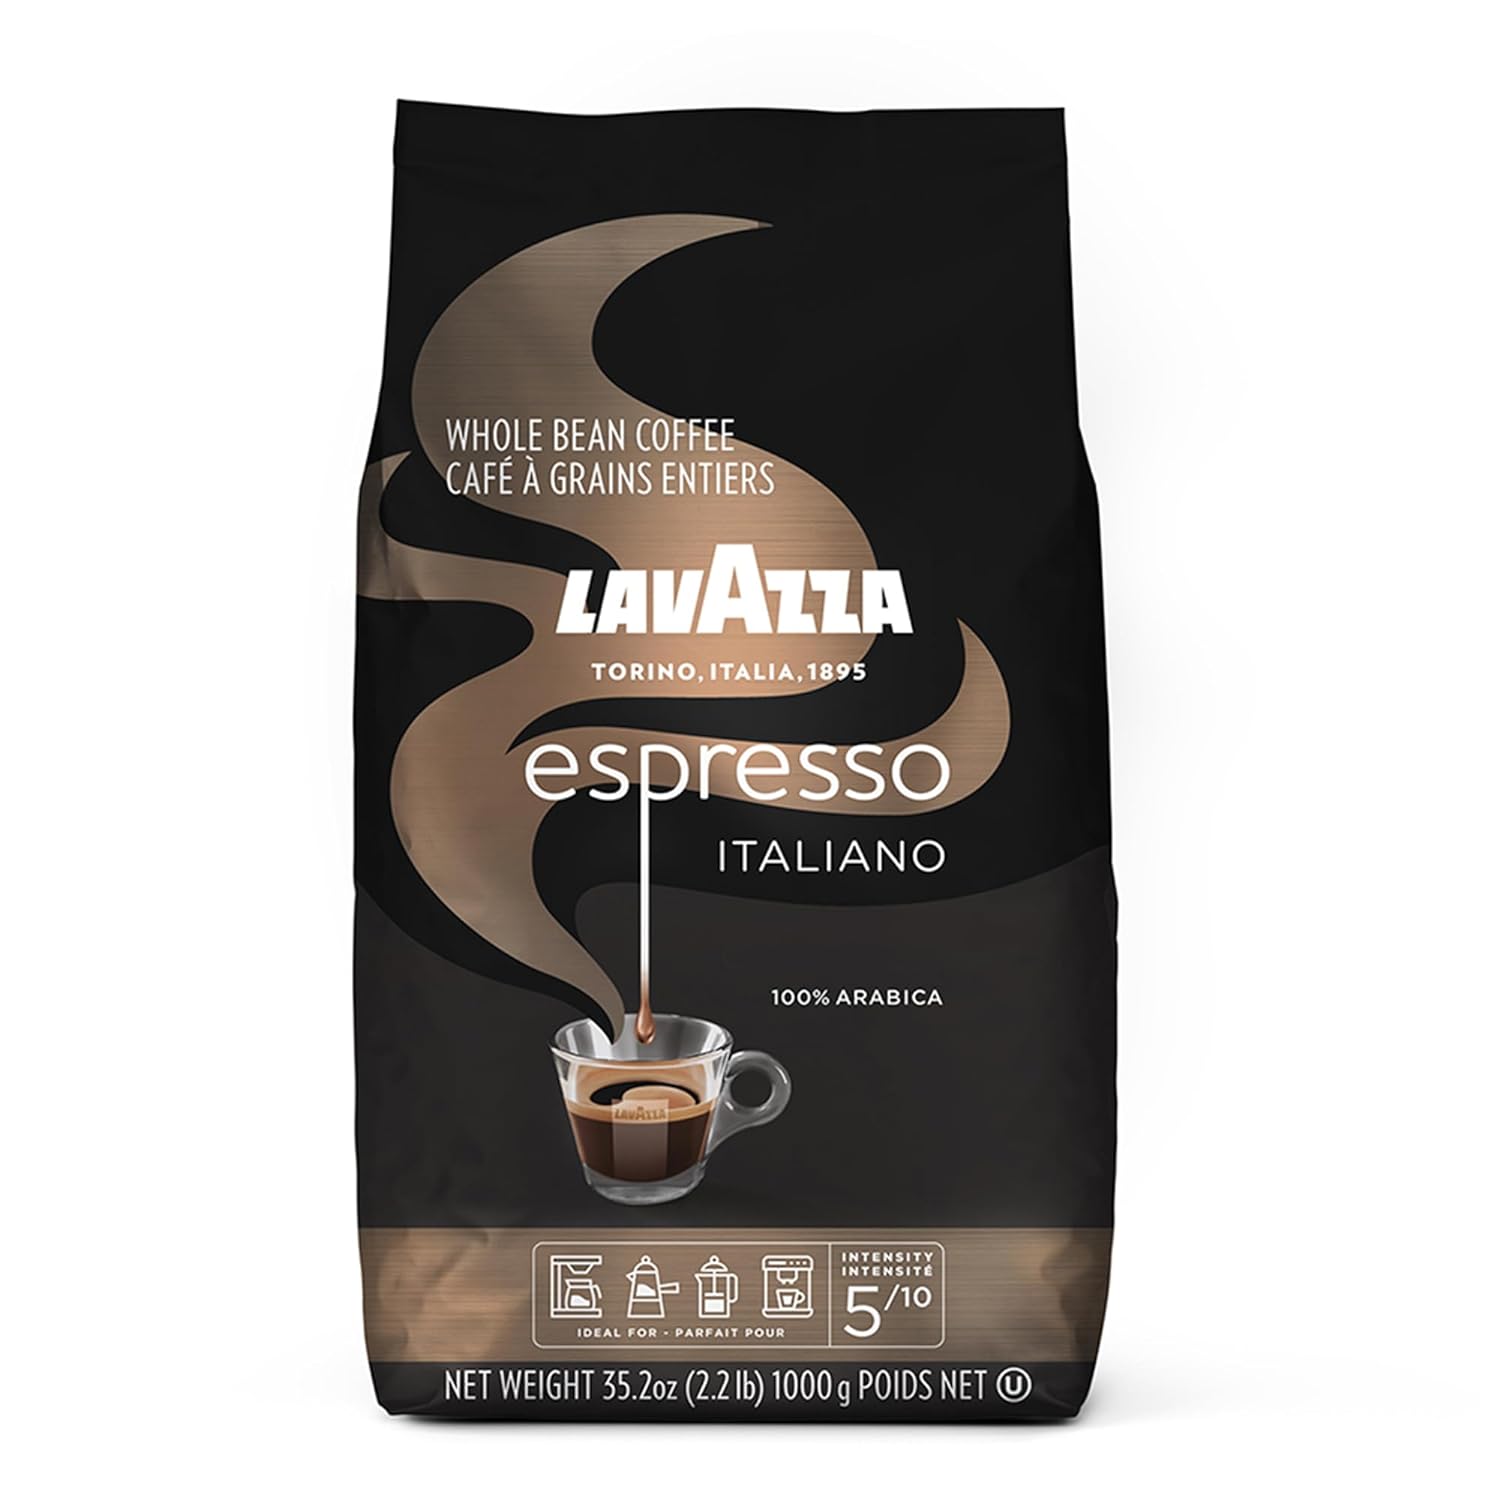 WHOLE BEAN COFFEE
CAFÉ À GRAINS ENTIERS
LAVAZZA
TORINO, ITALIA, 1895
espresso
ITALIANO
100% ARABICA
LAVAZZA
INTENSITY
INTENSITÉ
5/10
IDEAL FOR - PARFAIT POUR
NET WEIGHT 35.2oz (2.2 lb) 1000 g POIDS NET U